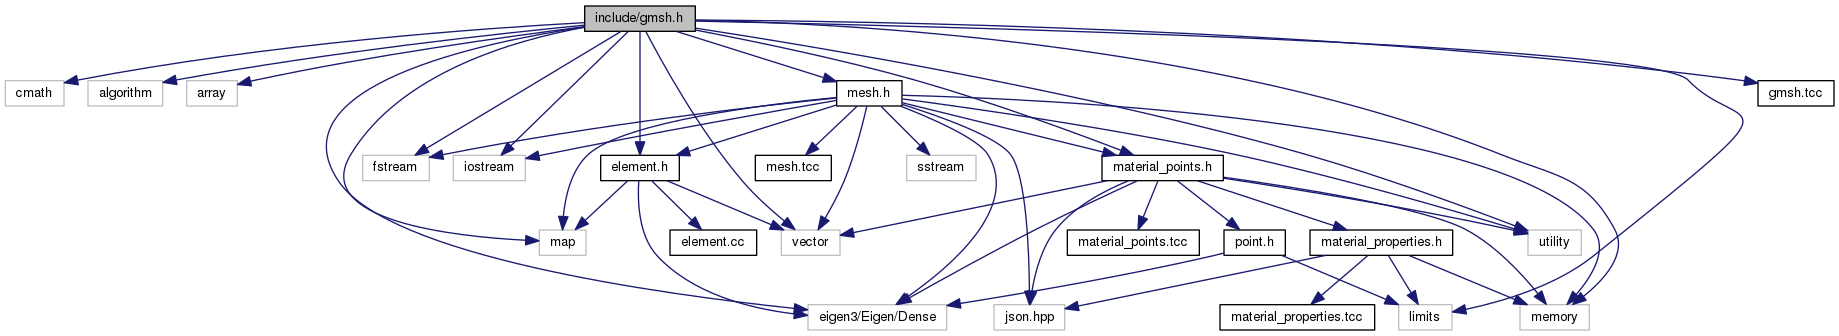 include/gmsh.h
cmath
algorithm
array
mesh.h
gmsh.tcc
fstream
iostream
element.h
mesh.tcc
sstream
material_points.h
map
element.cc
vector
material_points.tcc
point.h
material_properties.h
utility
eigen3/Eigen/Dense
json.hpp
material_properties.tcc
limits
memory